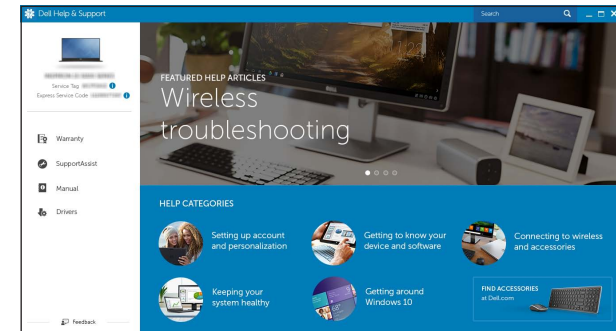 Dell Help & Support
Search
Service Tag
Express Service Code
Warranty
SupportAssist
Manual
Drivers
Feedback
FEATURED HELP ARTICLES
Wireless
troubleshooting
HELP CATEGORIES
Setting up account
and personalization
Getting to know your
device and software
Connecting to wireless
and accessories
Keeping your
system healthy
Getting around
Windows 10
FIND ACCESSORIES
at Dell.com